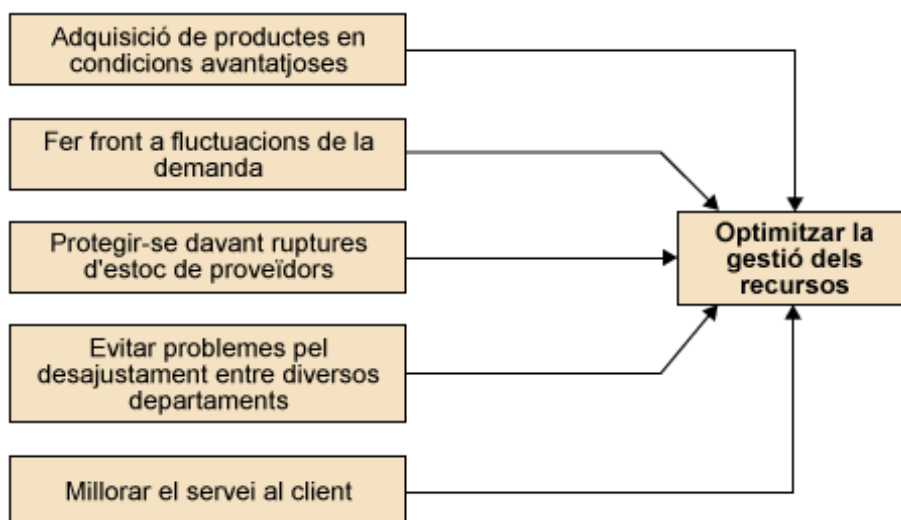 Adquisició de productes en
condicions avantatjoses
Fer front a fluctuacions de la
demanda
Protegir-se davant ruptures
d'estoc de proveïdors
Evitar problemes pel
desajustament entre diversos
departaments
Millorar el servei al client
Optimitzar la
gestió dels
recursos